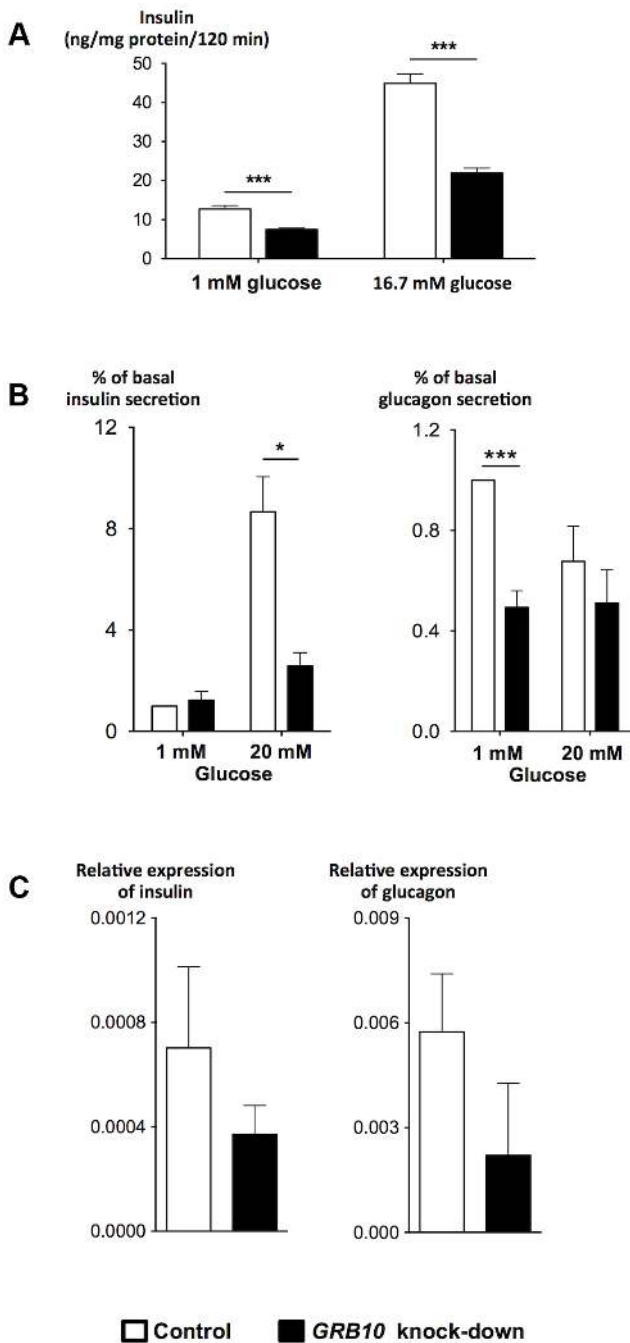 A
Insulin
(ng/mg protein/120 min)
50
40
30
20
10
0
***
***
1 mM glucose
16.7 mM glucose
B
% of basal
insulin secretion
12
8
4
0
*
1 mM
20 mM
Glucose
% of basal
glucagon secretion
1.2
0.8
0.4
0.0
***
1 mM
20 mM
Glucose
C
Relative expression
of insulin
0.0012
0.0008
0.0004
0.0000
Relative expression
of glucagon
0.009
0.006
0.003
0.000
Control
GRB10 knock-down